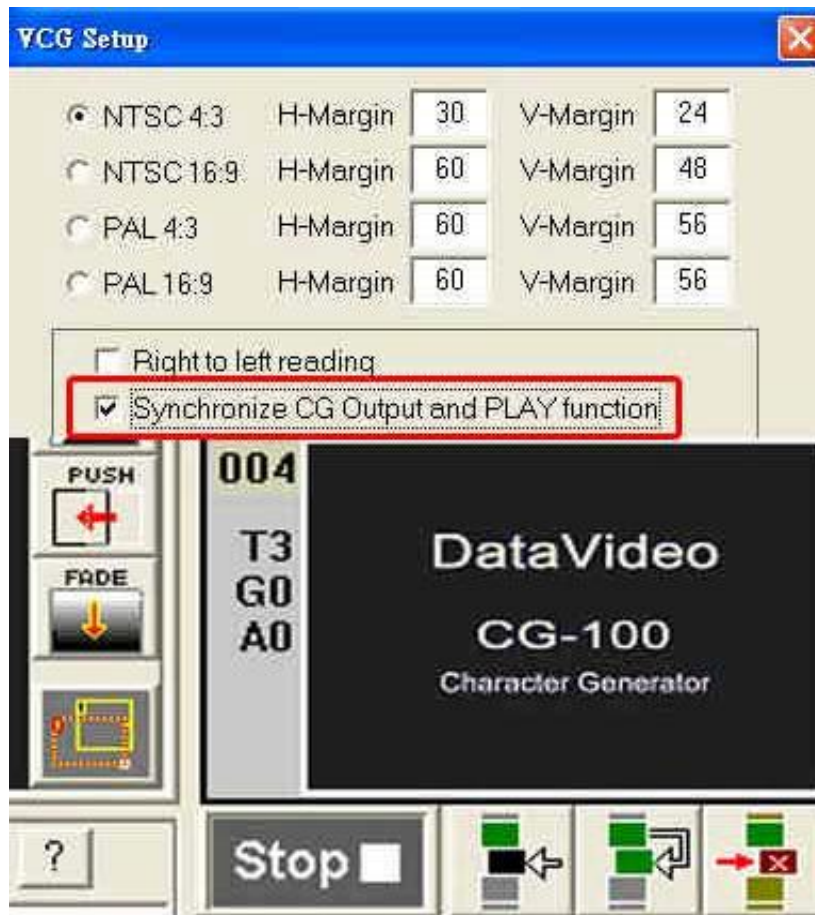 VCG Setup
NTSC 4:3 H-Margin 30 V-Margin 24
NTSC 16:9 H-Margin 60 V-Margin 48
PAL 4:3 H-Margin 60 V-Margin 56
PAL 16:9 H-Margin 60 V-Margin 56
Right to left reading
Synchronize CG Output and PLAY function
PUSH
FADE
004
T3
G0
A0
DataVideo
CG-100
Character Generator
?
Stop